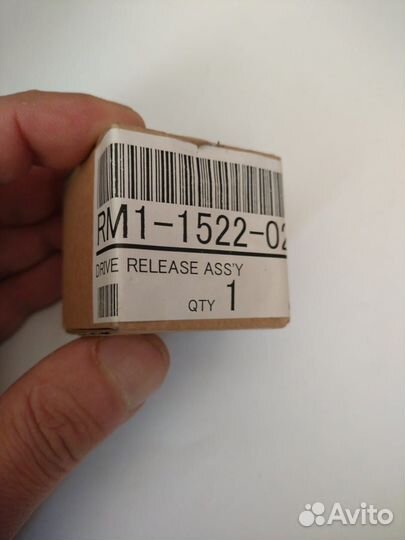 RM1-1522-02
DRIVE RELEASE ASS'Y
QTY 1
Avito